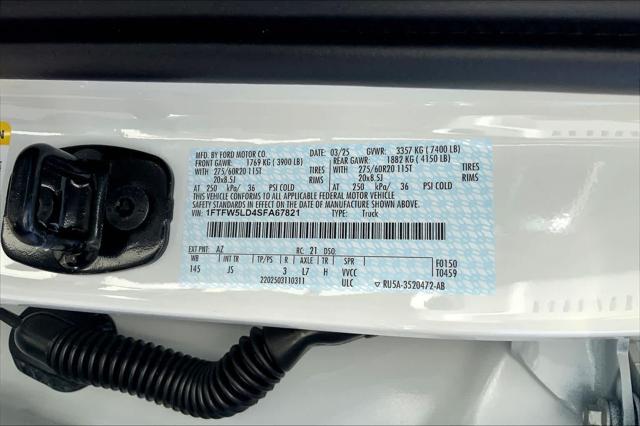 N
MFD. BY FORD MOTOR CO. DATE: 03/25 GVWR: 3357 KG ( 7400 LB)
FRONT GAWR: 1769 KG ( 3900 LB) REAR GAWR: 1882 KG ( 4150 LB)
WITH 275/60R20 115T TIRES WITH 275/60R20 115T TIRES
20x8.5J RIMS 20x8.5J RIMS
AT 250 kPa/ 36 PSI COLD AT 250 kPa/ 36 PSI COLD
THIS VEHICLE CONFORMS TO ALL APPLICABLE FEDERAL MOTOR VEHICLE
SAFETY STANDARDS IN EFFECT ON THE DATE OF MANUFACTURE SHOWN ABOVE.
VIN: 1FTFW5LD4SFA67821 TYPE: Truck
EXT PNT: AZ RC: 21 DSO:
WB INT TR TP/PS R AXLE TR SPR F0150
145 JS 3 L7 H VVCC T0459
2202503110311 ULC ▽ RU5A-3520472-AB